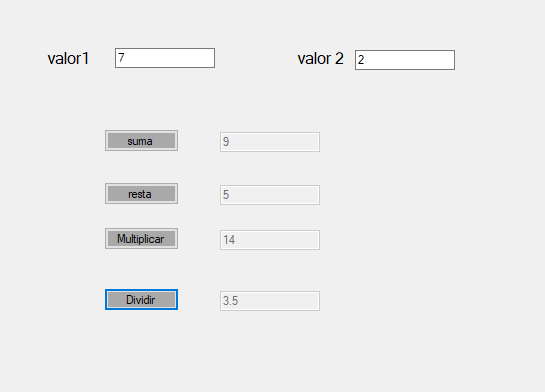 valor1 7 valor 2 2
suma 9
resta 5
Multiplicar 14
Dividir 3.5